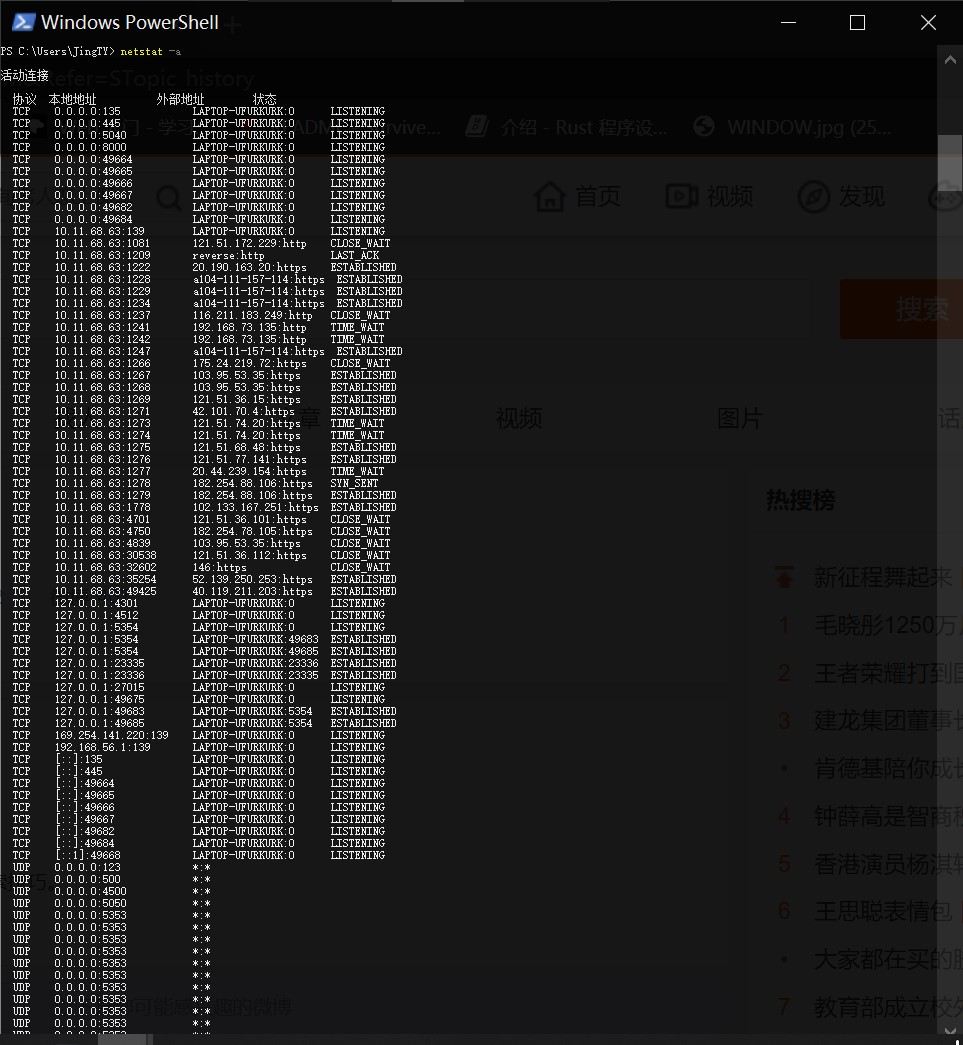 Windows PowerShell
PS C:\Users\JingTY> netstat -a
活动连接
协议 本地地址 外部地址 状态
TCP 0.0.0.0:135 LAPTOP-UFURKURK:0 LISTENING
TCP 0.0.0.0:445 LAPTOP-UFURKURK:0 LISTENING
TCP 0.0.0.0:5040 LAPTOP-UFURKURK:0 LISTENING
TCP 0.0.0.0:8000 LAPTOP-UFURKURK:0 LISTENING
TCP 0.0.0.0:49664 LAPTOP-UFURKURK:0 LISTENING
TCP 0.0.0.0:49665 LAPTOP-UFURKURK:0 LISTENING
TCP 0.0.0.0:49666 LAPTOP-UFURKURK:0 LISTENING
TCP 0.0.0.0:49667 LAPTOP-UFURKURK:0 LISTENING
TCP 0.0.0.0:49682 LAPTOP-UFURKURK:0 LISTENING
TCP 0.0.0.0:49684 LAPTOP-UFURKURK:0 LISTENING
TCP 10.11.68.63:139 LAPTOP-UFURKURK:0 LISTENING
TCP 10.11.68.63:1081 121.51.172.229:http CLOSE_WAIT
TCP 10.11.68.63:1209 reverse:http LAST_ACK
TCP 10.11.68.63:1222 20.190.163.20:https ESTABLISHED
TCP 10.11.68.63:1228 a104-111-157-114:https ESTABLISHED
TCP 10.11.68.63:1229 a104-111-157-114:https ESTABLISHED
TCP 10.11.68.63:1234 a104-111-157-114:https ESTABLISHED
TCP 10.11.68.63:1237 116.211.183.249:http CLOSE_WAIT
TCP 10.11.68.63:1241 192.168.73.135:http TIME_WAIT
TCP 10.11.68.63:1242 192.168.73.135:http TIME_WAIT
TCP 10.11.68.63:1247 a104-111-157-114:https ESTABLISHED
TCP 10.11.68.63:1266 175.24.219.72:https CLOSE_WAIT
TCP 10.11.68.63:1267 103.95.53.35:https ESTABLISHED
TCP 10.11.68.63:1268 103.95.53.35:https ESTABLISHED
TCP 10.11.68.63:1269 121.51.36.15:https ESTABLISHED
TCP 10.11.68.63:1271 42.101.70.4:https ESTABLISHED
TCP 10.11.68.63:1273 121.51.74.20:https TIME_WAIT
TCP 10.11.68.63:1274 121.51.74.20:https TIME_WAIT
TCP 10.11.68.63:1275 121.51.68.48:https ESTABLISHED
TCP 10.11.68.63:1276 121.51.77.141:https ESTABLISHED
TCP 10.11.68.63:1277 20.44.239.154:https TIME_WAIT
TCP 10.11.68.63:1278 182.254.88.106:https SYN_SENT
TCP 10.11.68.63:1279 182.254.88.106:https ESTABLISHED
TCP 10.11.68.63:1778 102.133.167.251:https ESTABLISHED
TCP 10.11.68.63:4701 121.51.36.101:https CLOSE_WAIT
TCP 10.11.68.63:4750 182.254.78.105:https CLOSE_WAIT
TCP 10.11.68.63:4839 103.95.53.35:https CLOSE_WAIT
TCP 10.11.68.63:30538 121.51.36.112:https CLOSE_WAIT
TCP 10.11.68.63:32602 146:https CLOSE_WAIT
TCP 10.11.68.63:35254 52.139.250.253:https ESTABLISHED
TCP 10.11.68.63:49425 40.119.211.203:https ESTABLISHED
TCP 127.0.0.1:4301 LAPTOP-UFURKURK:0 LISTENING
TCP 127.0.0.1:4512 LAPTOP-UFURKURK:0 LISTENING
TCP 127.0.0.1:5354 LAPTOP-UFURKURK:0 LISTENING
TCP 127.0.0.1:5354 LAPTOP-UFURKURK:49683 ESTABLISHED
TCP 127.0.0.1:5354 LAPTOP-UFURKURK:49685 ESTABLISHED
TCP 127.0.0.1:23335 LAPTOP-UFURKURK:23336 ESTABLISHED
TCP 127.0.0.1:23336 LAPTOP-UFURKURK:23335 ESTABLISHED
TCP 127.0.0.1:27015 LAPTOP-UFURKURK:0 LISTENING
TCP 127.0.0.1:49675 LAPTOP-UFURKURK:0 LISTENING
TCP 127.0.0.1:49683 LAPTOP-UFURKURK:5354 ESTABLISHED
TCP 127.0.0.1:49685 LAPTOP-UFURKURK:5354 ESTABLISHED
TCP 169.254.141.220:139 LAPTOP-UFURKURK:0 LISTENING
TCP 192.168.56.1:139 LAPTOP-UFURKURK:0 LISTENING
TCP [::]:135 LAPTOP-UFURKURK:0 LISTENING
TCP [::]:445 LAPTOP-UFURKURK:0 LISTENING
TCP [::]:49664 LAPTOP-UFURKURK:0 LISTENING
TCP [::]:49665 LAPTOP-UFURKURK:0 LISTENING
TCP [::]:49666 LAPTOP-UFURKURK:0 LISTENING
TCP [::]:49667 LAPTOP-UFURKURK:0 LISTENING
TCP [::]:49682 LAPTOP-UFURKURK:0 LISTENING
TCP [::]:49684 LAPTOP-UFURKURK:0 LISTENING
TCP [::1]:49668 LAPTOP-UFURKURK:0 LISTENING
UDP 0.0.0.0:123 *:*
UDP 0.0.0.0:500 *:*
UDP 0.0.0.0:4500 *:*
UDP 0.0.0.0:5050 *:*
UDP 0.0.0.0:5353 *:*
UDP 0.0.0.0:5353 *:*
UDP 0.0.0.0:5353 *:*
UDP 0.0.0.0:5353 *:*
UDP 0.0.0.0:5353 *:*
UDP 0.0.0.0:5353 *:*
UDP 0.0.0.0:5353 *:*
UDP 0.0.0.0:5353 *:*
UDP 0.0.0.0:5353 *:*
UDP 0.0.0.0:5353 *:*
UDP 0.0.0.0:5353 *:*
efer=STopic_history
介绍 - Rust 程序设...
WINDOW.jpg (25...
首页
视频
发现
搜索
章
视频
图片
话
热搜榜
新征程舞起来
1 毛晓彤1250万
2 王者荣耀打到国
3 建龙集团董事长
• 肯德基陪你成长
4 钟薛高是智商税
5 香港演员杨淇
6 王思聪表情包
• 大家都在买的
7 教育部成立校外
可能感 趣的微博